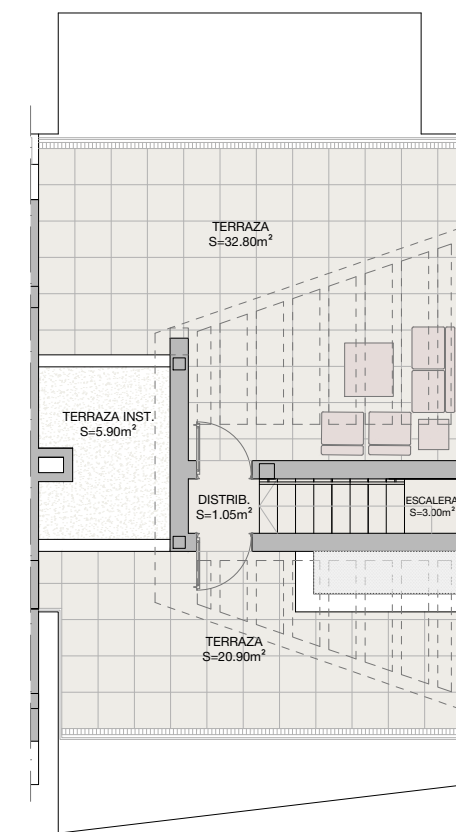 TERRAZA
S=32.80m²
TERRAZA INST.
S=5.90m²
DISTRIB.
S=1.05m²
ESCALERA
S=3.00m²
TERRAZA
S=20.90m²